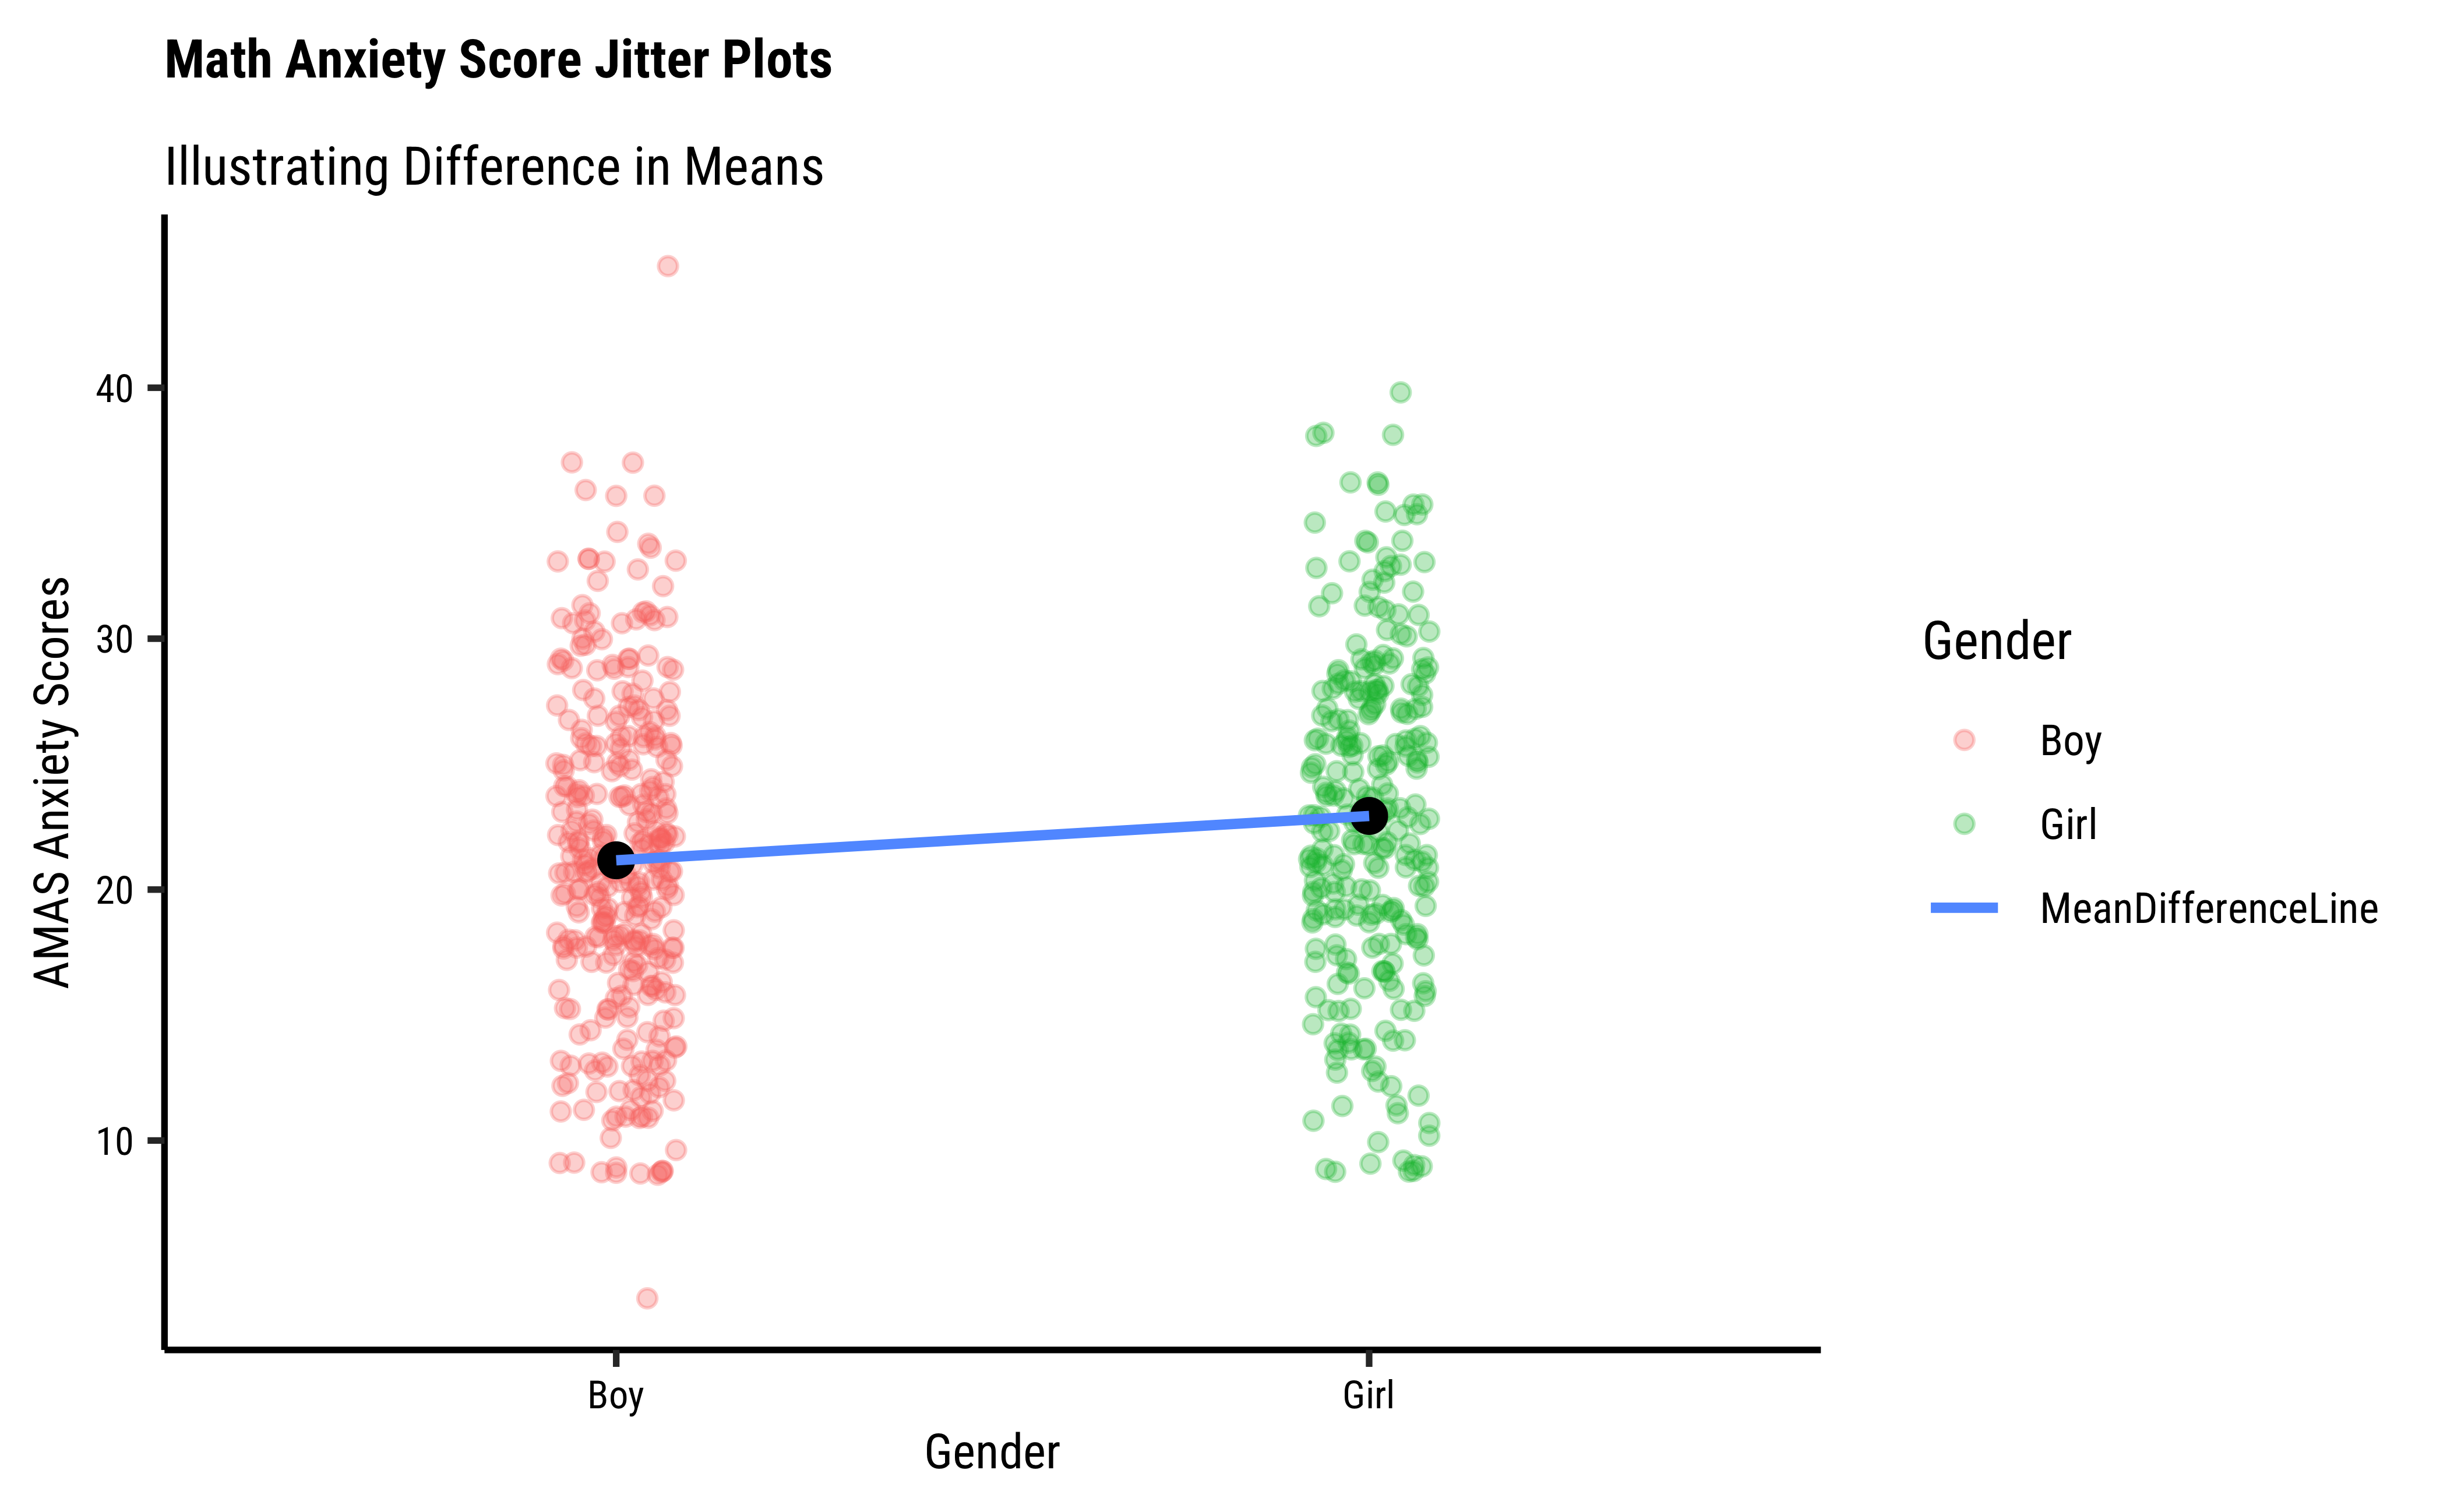 Math Anxiety Score Jitter Plots
Illustrating Difference in Means
AMAS Anxiety Scores
40
30
20
10
Boy
Girl
Gender
Gender
Boy
Girl
MeanDifferenceLine